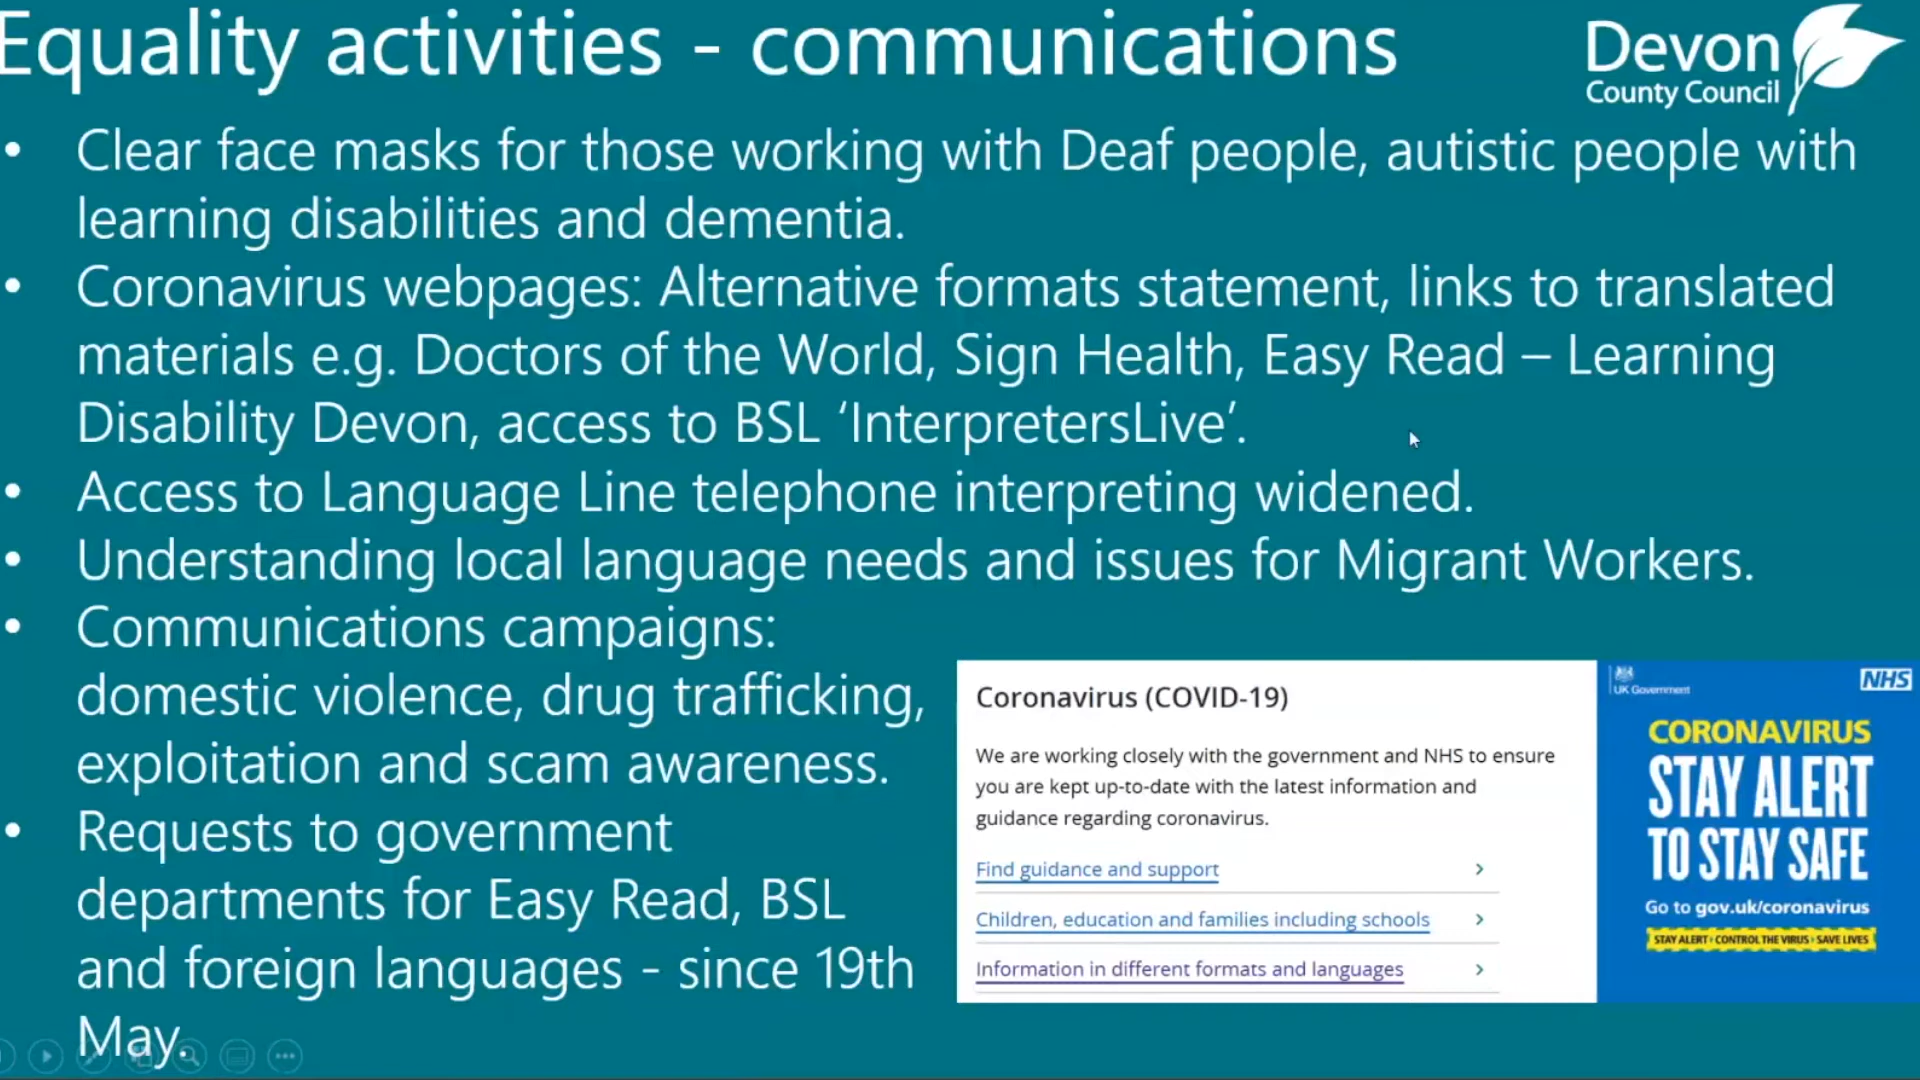 Equality activities - communications
Devon
County Council
• Clear face masks for those working with Deaf people, autistic people with
learning disabilities and dementia.
• Coronavirus webpages: Alternative formats statement, links to translated
materials e.g. Doctors of the World, Sign Health, Easy Read – Learning
Disability Devon, access to BSL ‘InterpretersLive’.
• Access to Language Line telephone interpreting widened.
• Understanding local language needs and issues for Migrant Workers.
• Communications campaigns:
domestic violence, drug trafficking,
exploitation and scam awareness.
• Requests to government
departments for Easy Read, BSL
and foreign languages - since 19th
May.
Coronavirus (COVID-19)
We are working closely with the government and NHS to ensure
you are kept up-to-date with the latest information and
guidance regarding coronavirus.
Find guidance and support
Children, education and families including schools
Information in different formats and languages
UK Government
NHS
CORONAVIRUS
STAY ALERT
TO STAY SAFE
Go to gov.uk/coronavirus
STAY ALERT › CONTROL THE VIRUS › SAVE LIVES